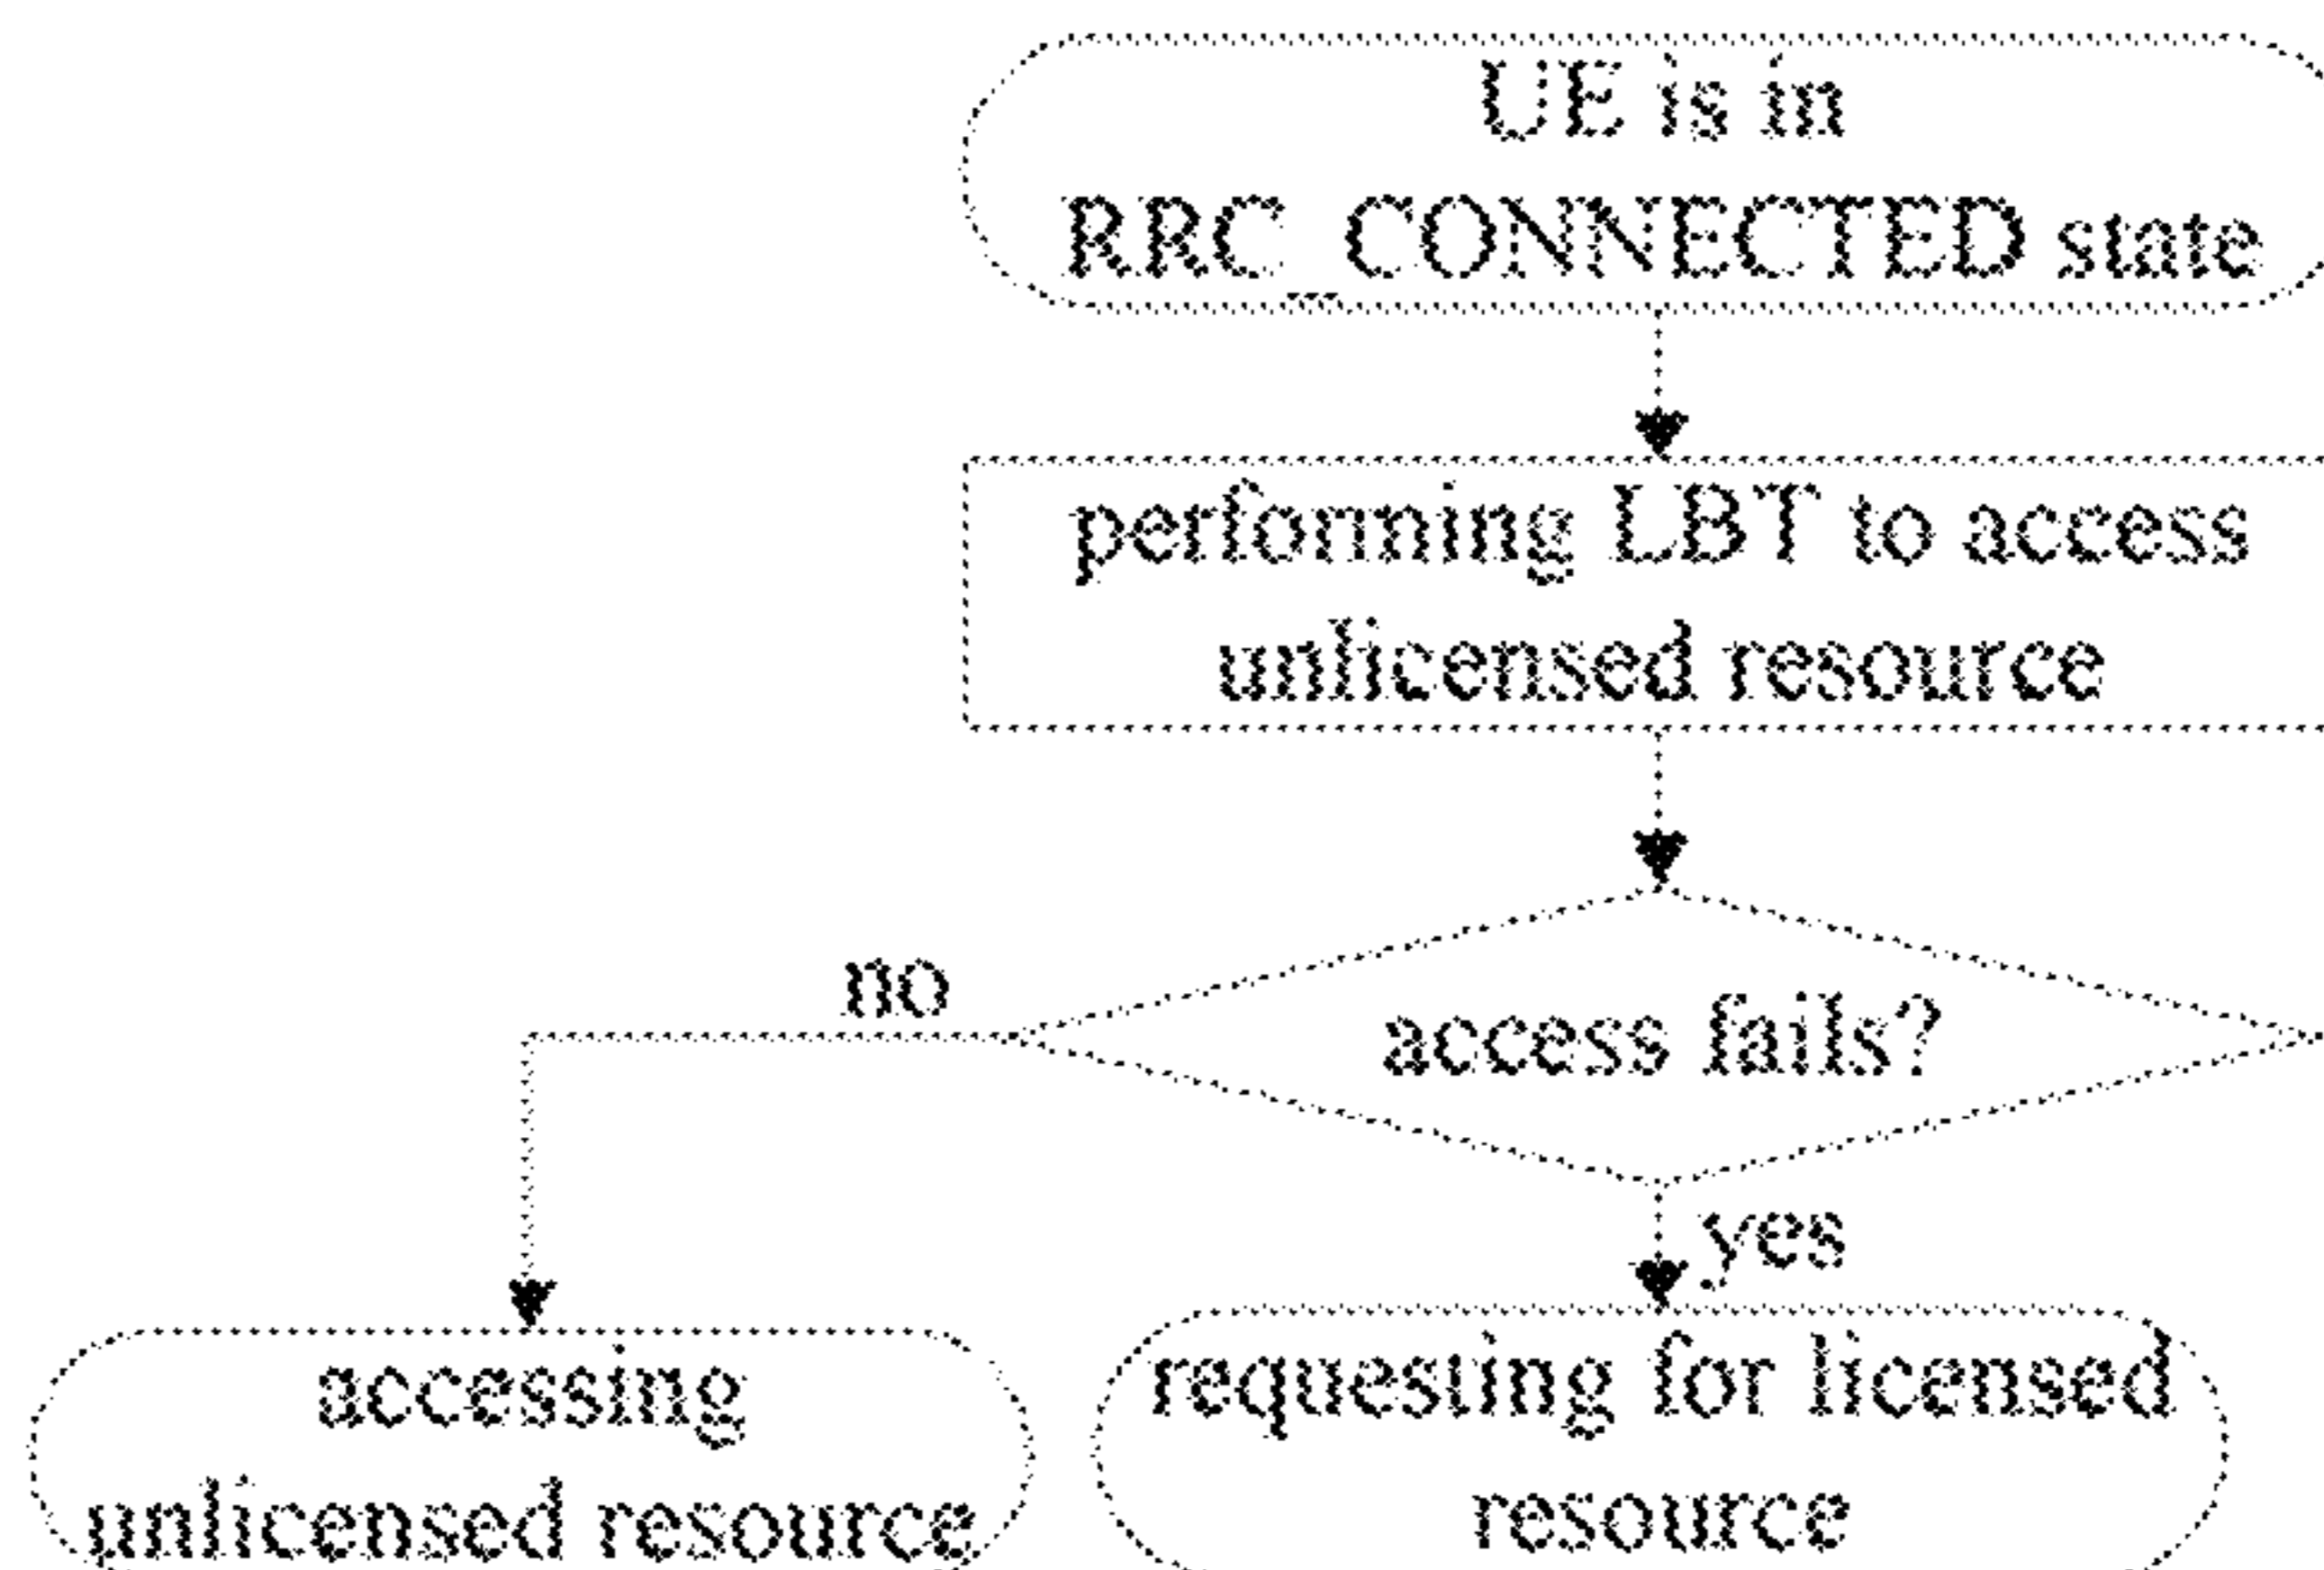 UE is in
RRC_CONNECTED state
performing LBT to access
unlicensed resource
no
access fails?
yes
accessing
unlicensed resource
requesting for licensed
resource